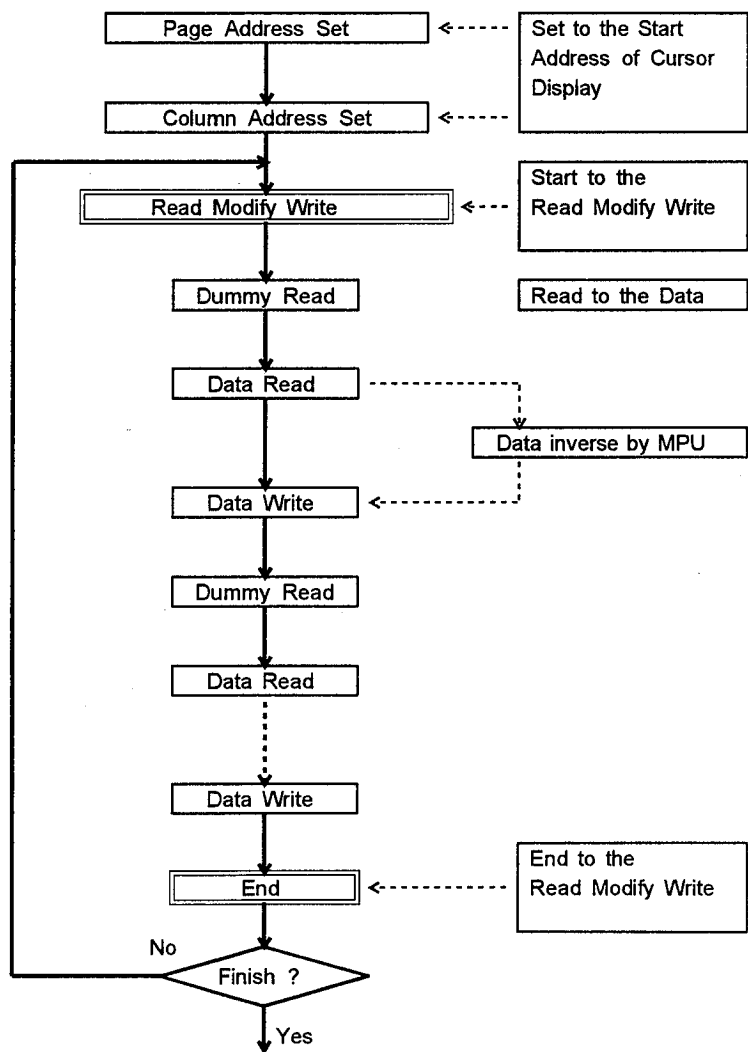 Page Address Set
Set to the Start
Address of Cursor
Display
Column Address Set
Start to the
Read Modify Write
Read Modify Write
Dummy Read
Read to the Data
Data Read
Data inverse by MPU
Data Write
Dummy Read
Data Read
Data Write
End to the
Read Modify Write
End
No
Finish ?
Yes